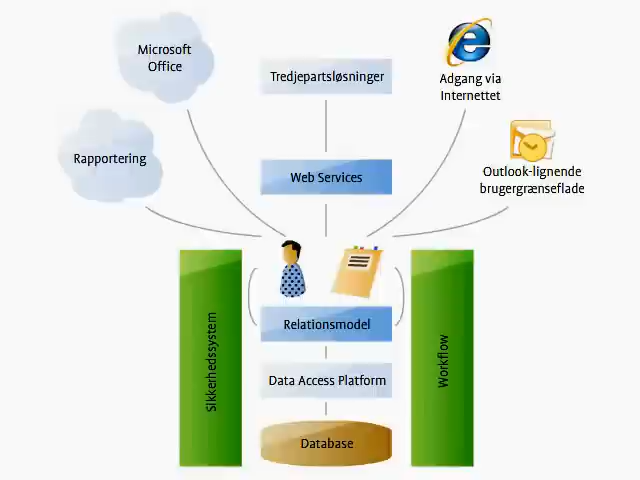 Microsoft
Office
Tredjepartsløsninger
Adgang via
Internettet
Rapportering
Web Services
Outlook-lignende
brugergrænseflade
Sikkerhedssystem
Relationsmodel
Workflow
Data Access Platform
Database